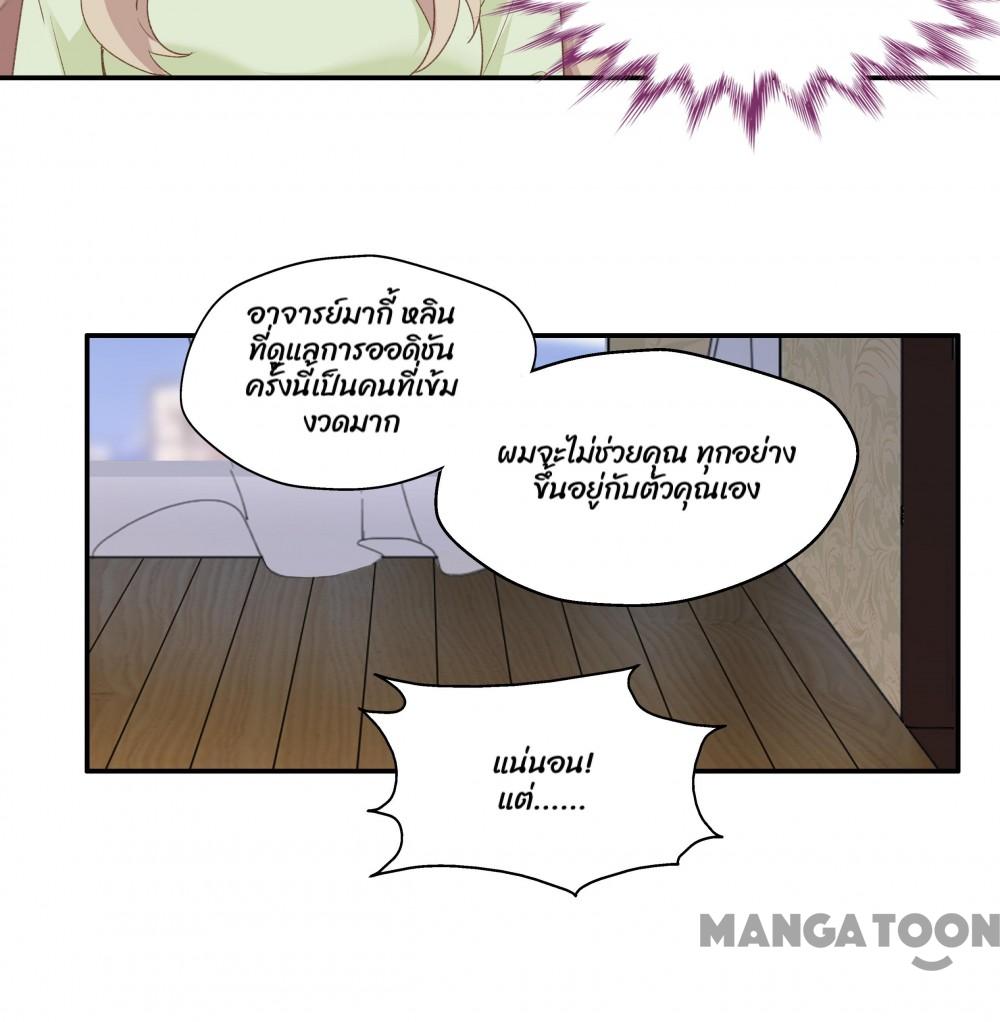 อาจารย์มากี้ หลิน
ที่ดูแลการออดิชัน
ครั้งนี้เป็นคนที่เข้ม
งวดมาก
ผมจะไม่ช่วยคุณ ทุกอย่าง
ขึ้นอยู่กับตัวคุณเอง
แน่นอน!
แต่......
MANGATOON